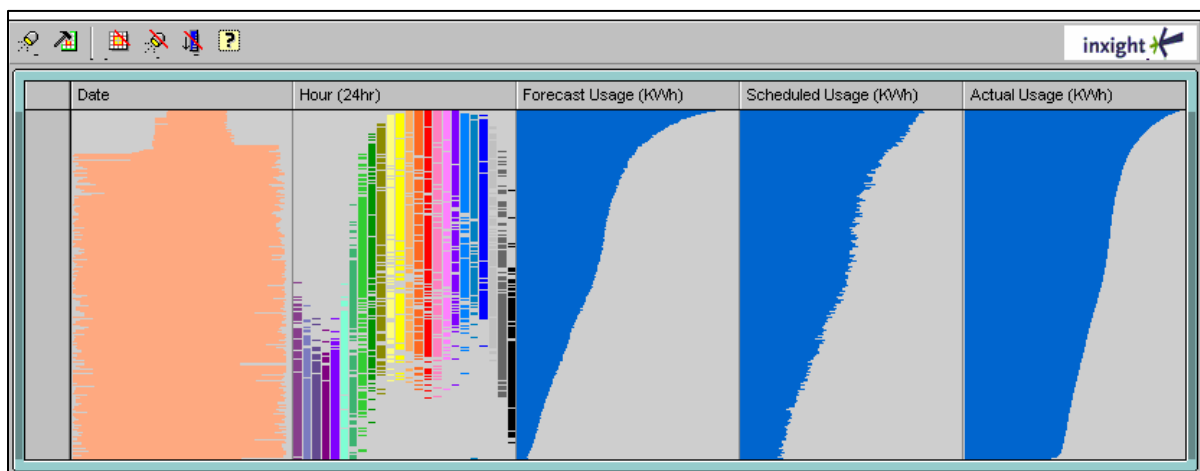 ?
inxight
Date
Hour (24hr)
Forecast Usage (KWh)
Scheduled Usage (KWh)
Actual Usage (KWh)